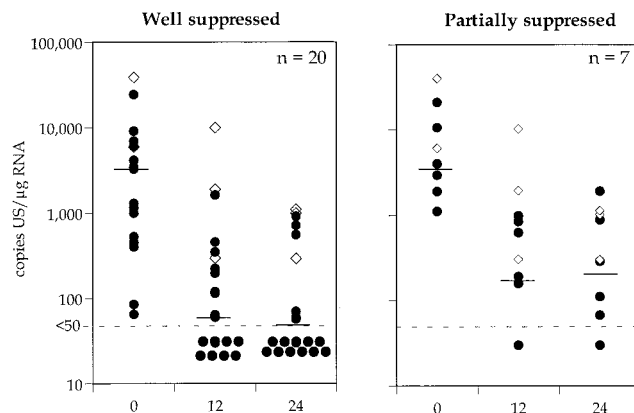 Well suppressed
Partially suppressed
n = 20
n = 7
copies US/µg RNA
100,000
10,000
1,000
100
<50
10
0
12
24
0
12
24